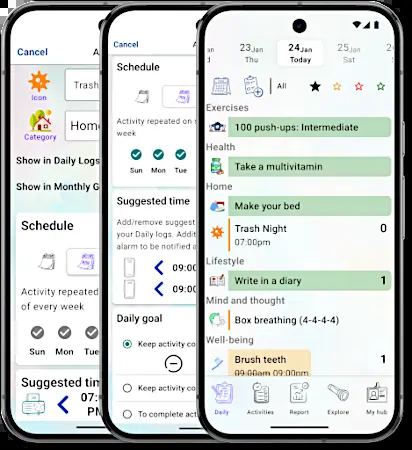 Cancel
A
Icon
Trash
Category
Home
Show in Daily Logs
Show in Monthly G
Schedule
Activity repeated
of every week
Sun Mon Tue
Suggested time
07:
PM
Cancel
A
Schedule
Activity repeated on s
week
Sun Mon Tue
Suggested time
Add/remove suggest
your Daily logs. Addit
alarm to be notified a
09:00
09:00
Daily goal
Keep activity co
Keep activity co
To complete act
23 Jan
Thu
24 Jan
Today
25 Jan
Sat
All
Exercises
100 push-ups: Intermediate
Health
Take a multivitamin
Home
Make your bed
Trash Night 0
07:00pm
Lifestyle
Write in a diary 1
Mind and thought
Box breathing (4-4-4-4)
Well-being
Brush teeth 1
09:00am 09:00pm
Daily Activities Report Explore My hub